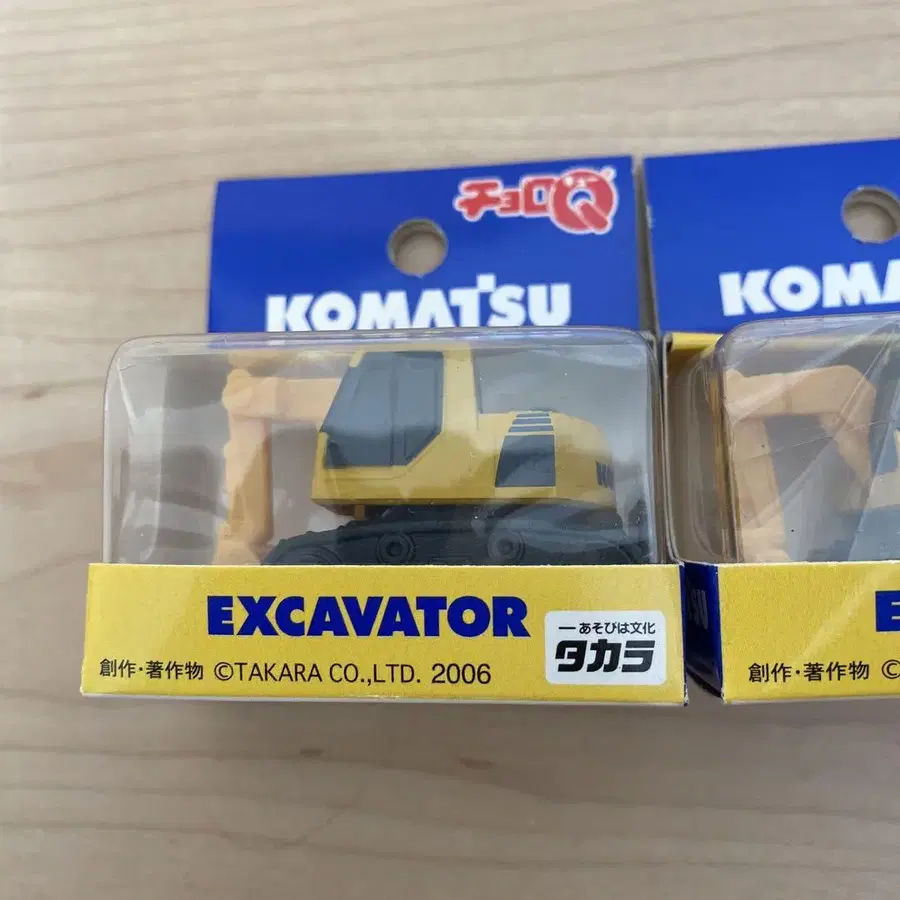 チョロQ
KOMATSU
EXCAVATOR
一あそびは文化
タカラ
創作・著作物 ©TAKARA CO.,LTD. 2006
KOMA
E
創作・著作物 ©